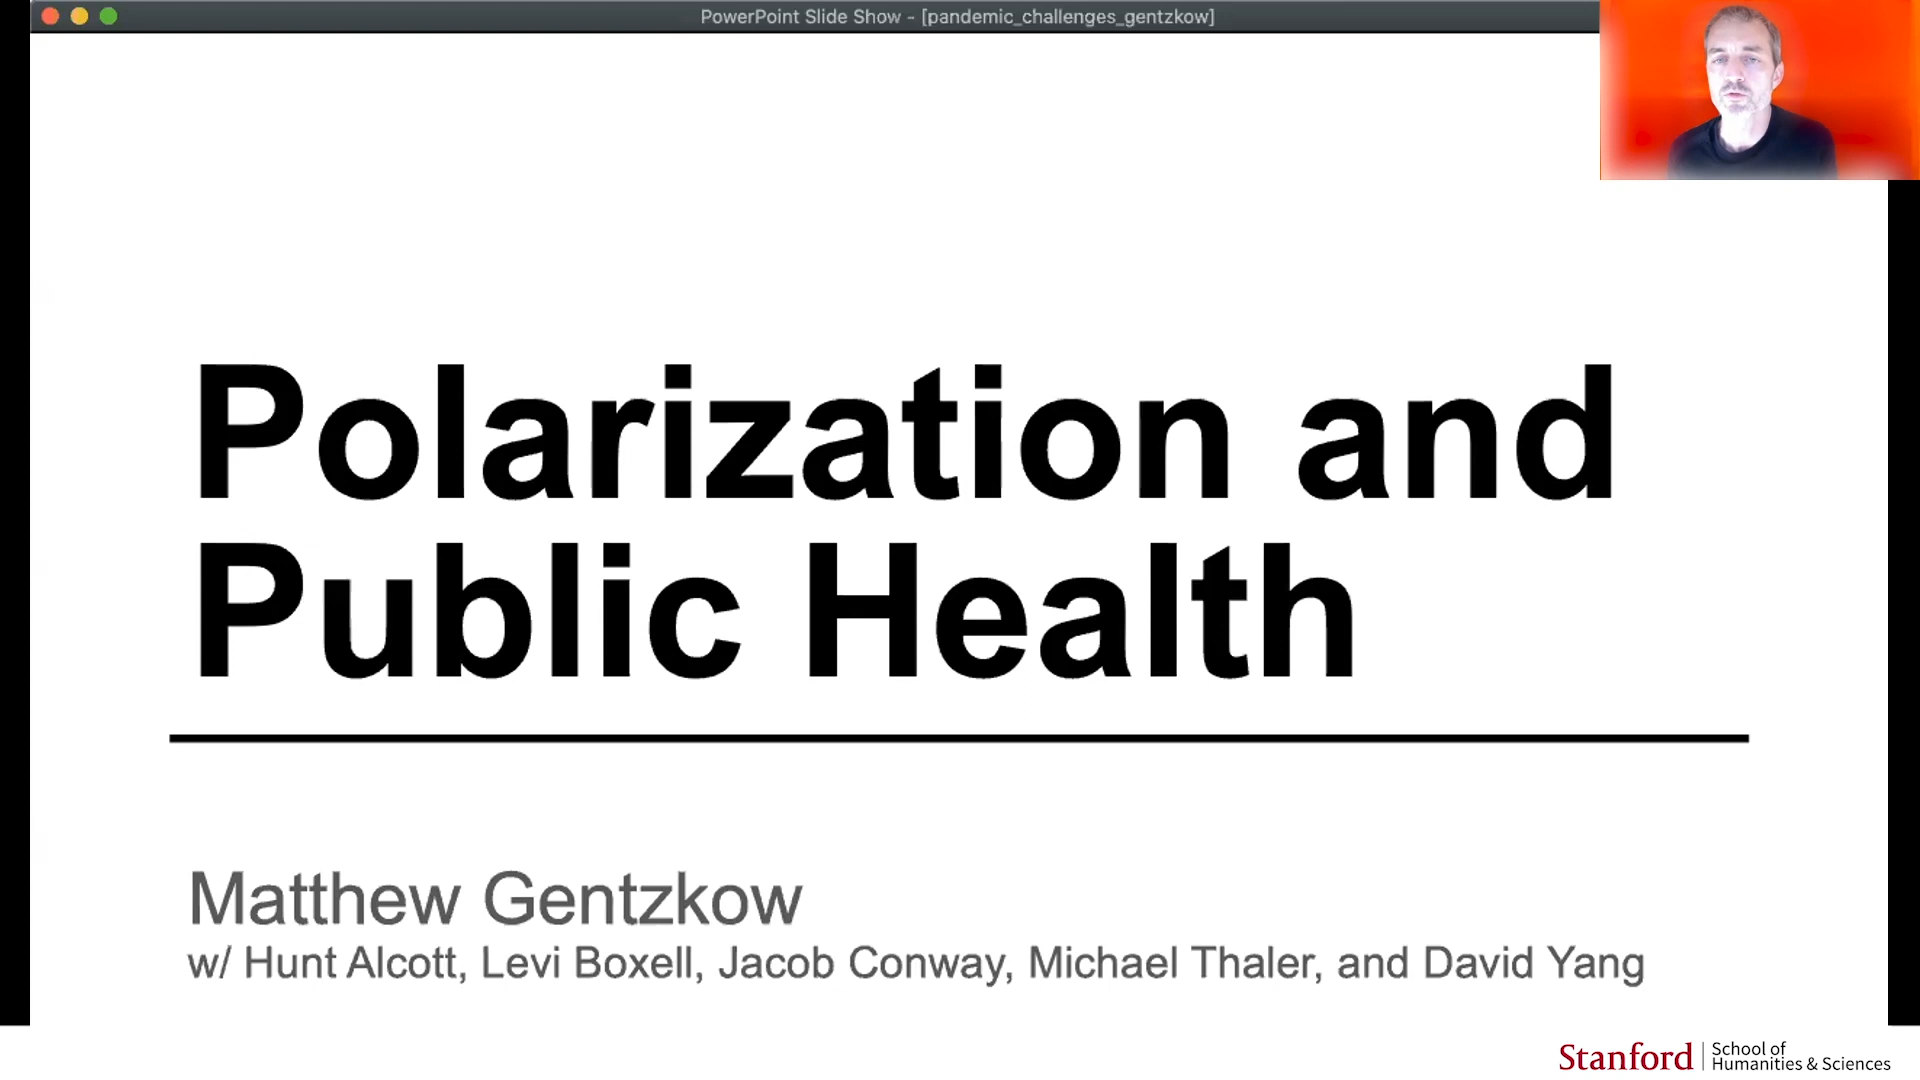 PowerPoint Slide Show - [pandemic_challenges_gentzkow]
Polarization and
Public Health
Matthew Gentzkow
w/ Hunt Alcott, Levi Boxell, Jacob Conway, Michael Thaler, and David Yang
Stanford
School of
Humanities & Sciences